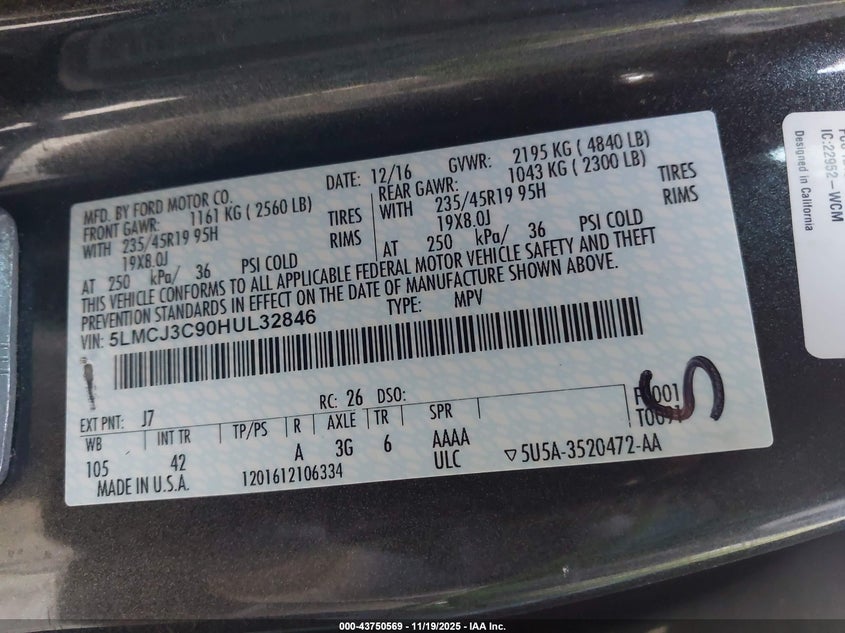 MFD. BY FORD MOTOR CO.
DATE: 12/16 GVWR: 2195 KG ( 4840 LB)
FRONT GAWR: 1161 KG ( 2560 LB)
WITH 235/45R19 95H TIRES
19X8.0J RIMS
AT 250 kPa/ 36 PSI COLD
REAR GAWR: 1043 KG ( 2300 LB)
WITH 235/45R19 95H TIRES
19X8.0J RIMS
AT 250 kPa/ 36 PSI COLD
THIS VEHICLE CONFORMS TO ALL APPLICABLE FEDERAL MOTOR VEHICLE SAFETY AND THEFT
PREVENTION STANDARDS IN EFFECT ON THE DATE OF MANUFACTURE SHOWN ABOVE.
VIN: 5LMCJ3C90HUL32846
TYPE: MPV
EXT PNT: J7 RC: 26 DSO:
WB INT TR TP/PS R AXLE TR SPR
105 42 A 3G 6 AAAA
ULC
MADE IN U.S.A. 1201612106334
▽5U5A-3520472-AA
S
IC:22952-WCM
Designed in California
000-43750569 - 11/19/2025 - IAA Inc.